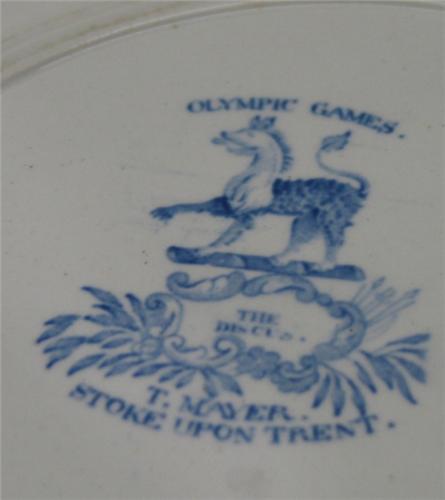 OLYMPIC GAMES.
THE
DISCUS.
T. MAYER.
STOKE UPON TRENT.